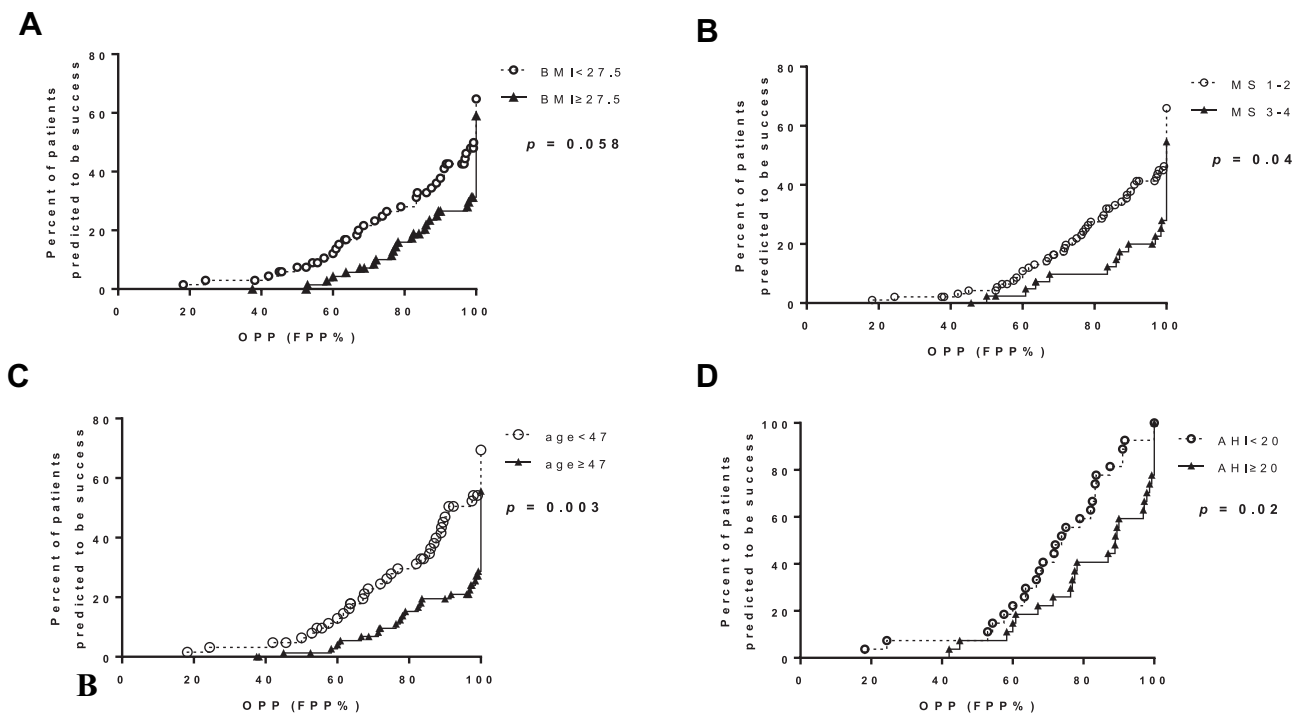 A
80
60
40
20
0
0 20 40 60 80 100
Percent of patients
predicted to be success
OPP (FPP%)
BMI<27.5
BMI≥27.5
p = 0.058
B
80
60
40
20
0
0 20 40 60 80 100
Percent of patients
predicted to be success
OPP (FPP%)
MS 1-2
MS 3-4
p = 0.04
C
80
60
40
20
0
0 20 40 60 80 100
Percent of patients
predicted to be success
OPP (FPP%)
age<47
age≥47
p = 0.003
B
D
100
80
60
40
20
0
0 20 40 60 80 100
Percent of patients
predicted to be success
OPP (FPP%)
AHI<20
AHI≥20
p = 0.02